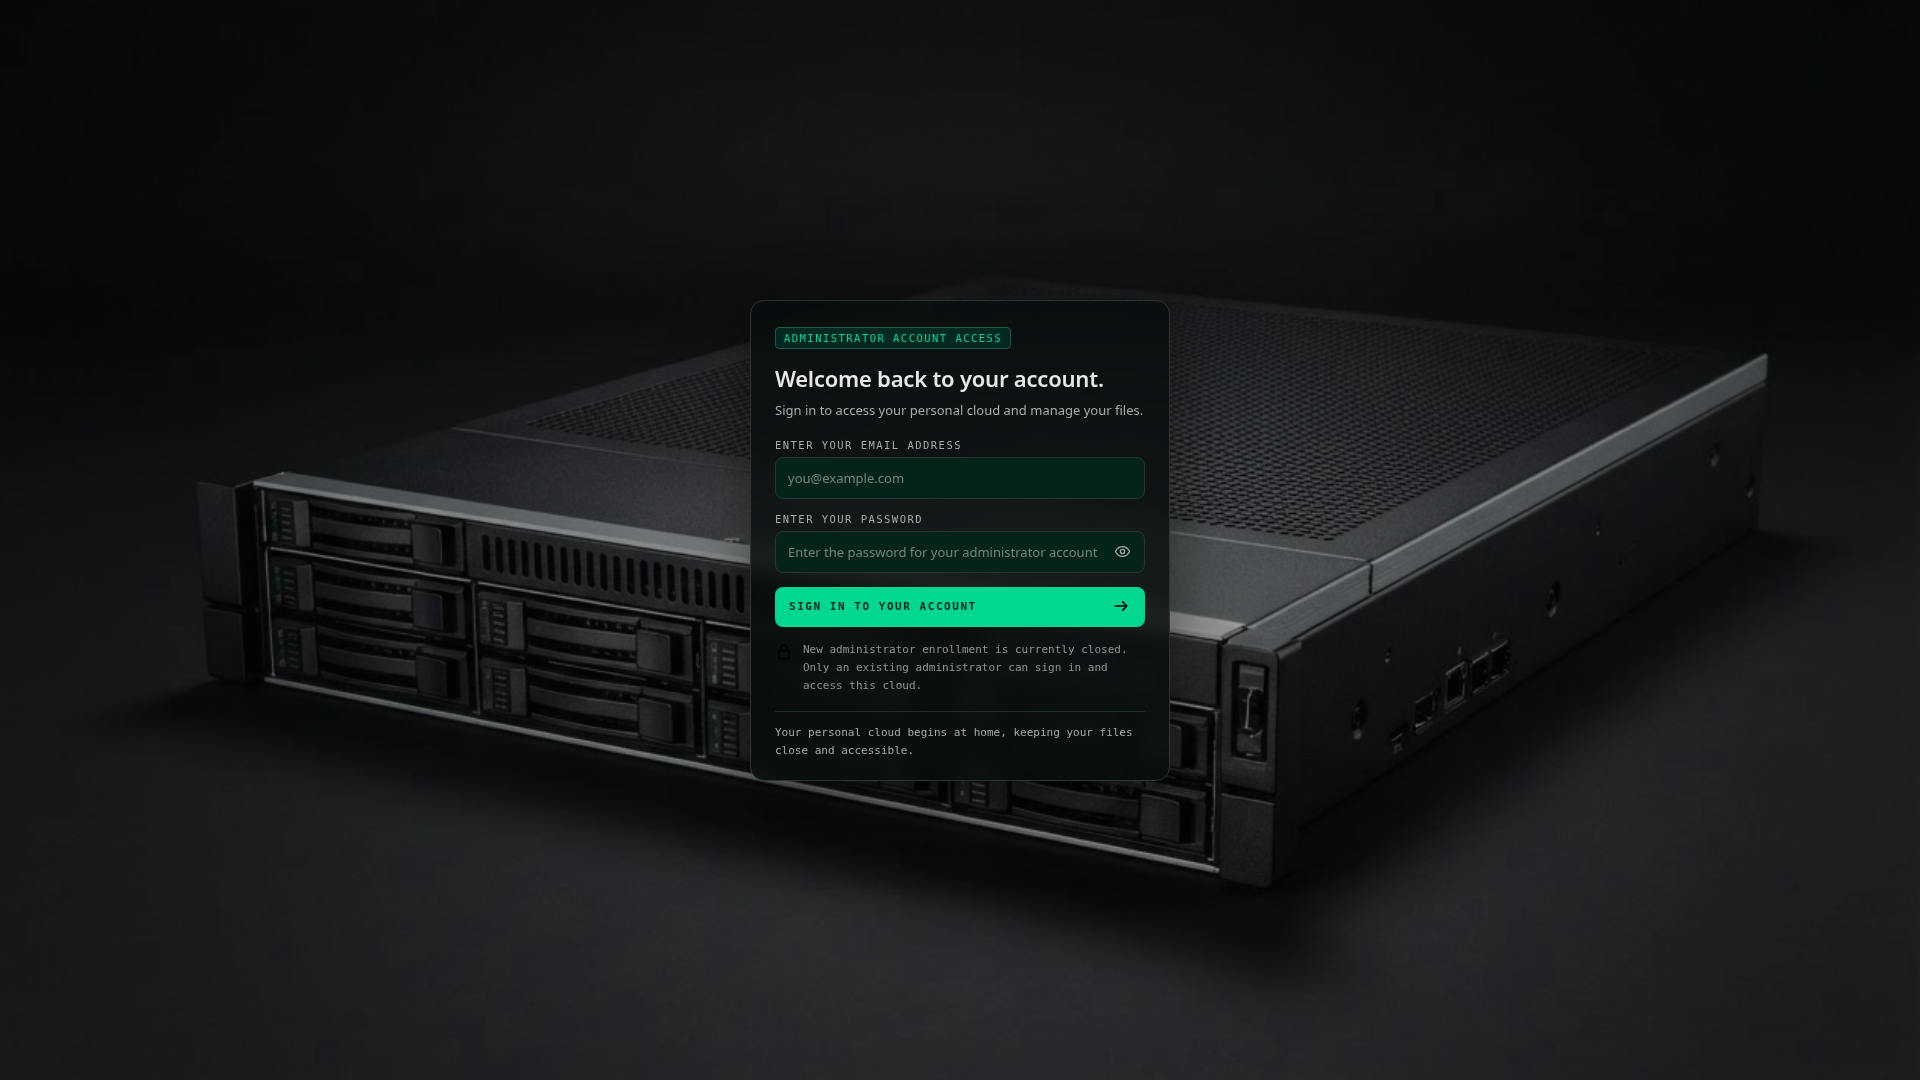 ADMINISTRATOR ACCOUNT ACCESS
Welcome back to your account.
Sign in to access your personal cloud and manage your files.
ENTER YOUR EMAIL ADDRESS
you@example.com
ENTER YOUR PASSWORD
Enter the password for your administrator account
SIGN IN TO YOUR ACCOUNT
New administrator enrollment is currently closed.
Only an existing administrator can sign in and
access this cloud.
Your personal cloud begins at home, keeping your files
close and accessible.